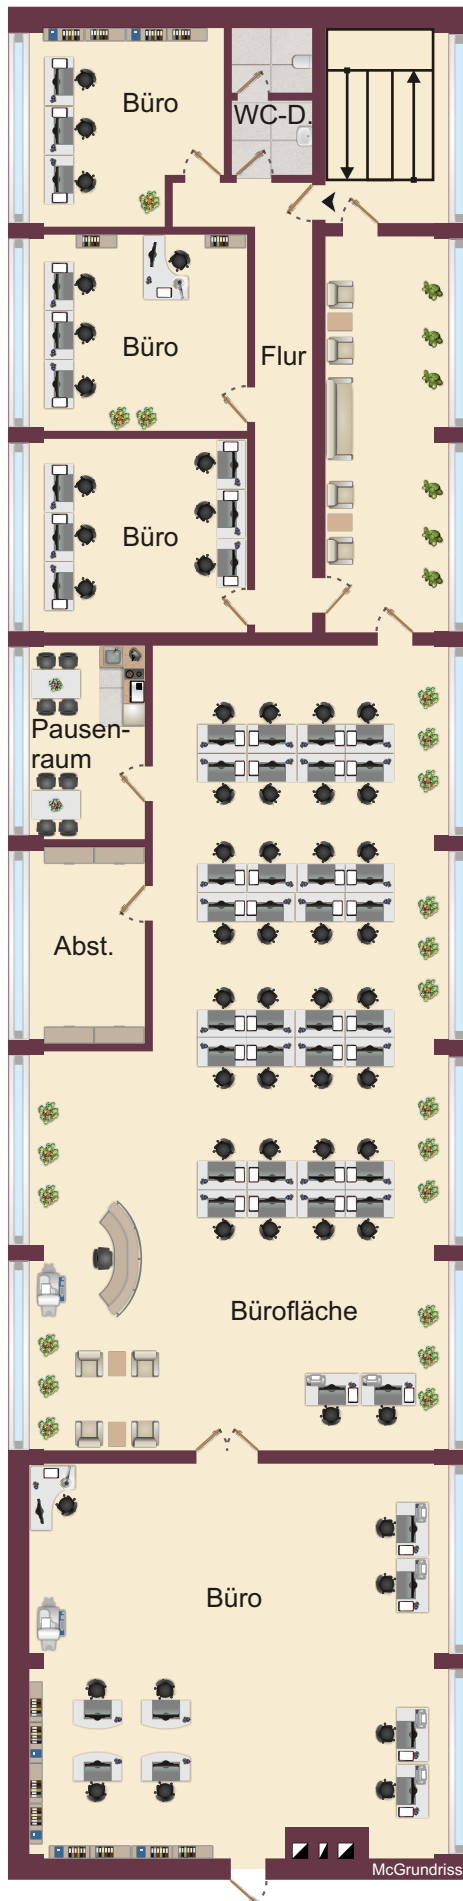 Büro
WC-D.
Büro
Flur
Büro
Pausen-
raum
Abst.
Bürofläche
Büro
McGrundriss